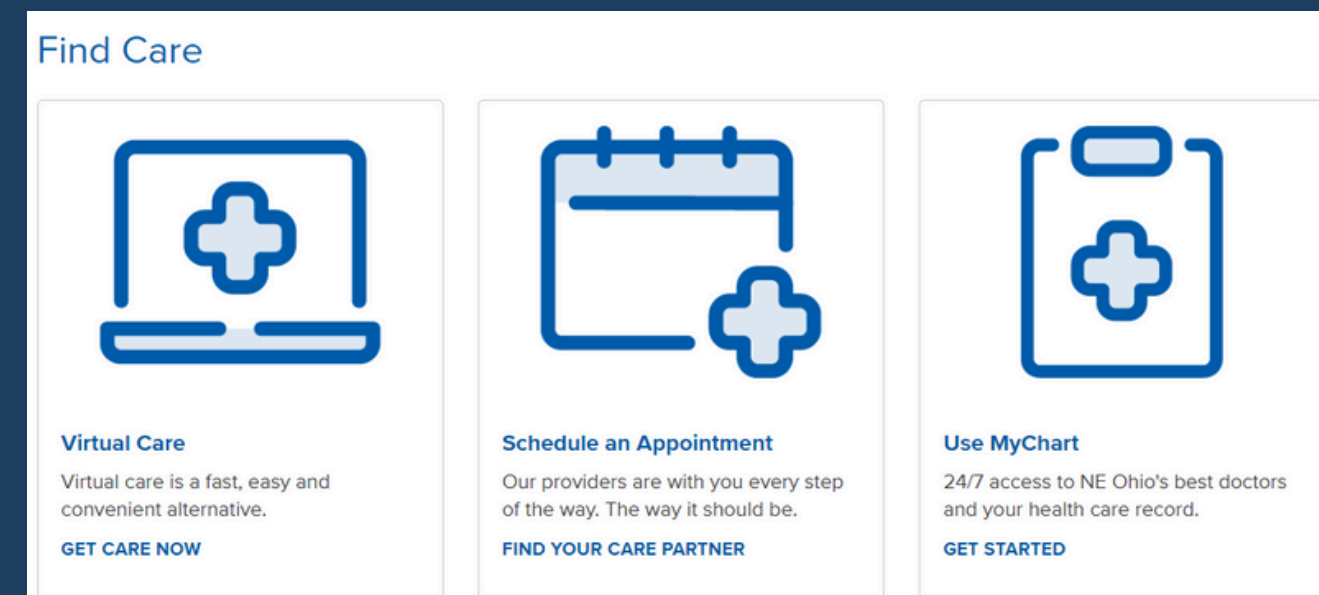 Find Care
Virtual Care
Virtual care is a fast, easy and
convenient alternative.
GET CARE NOW
Schedule an Appointment
Our providers are with you every step
of the way. The way it should be.
FIND YOUR CARE PARTNER
Use MyChart
24/7 access to NE Ohio's best doctors
and your health care record.
GET STARTED